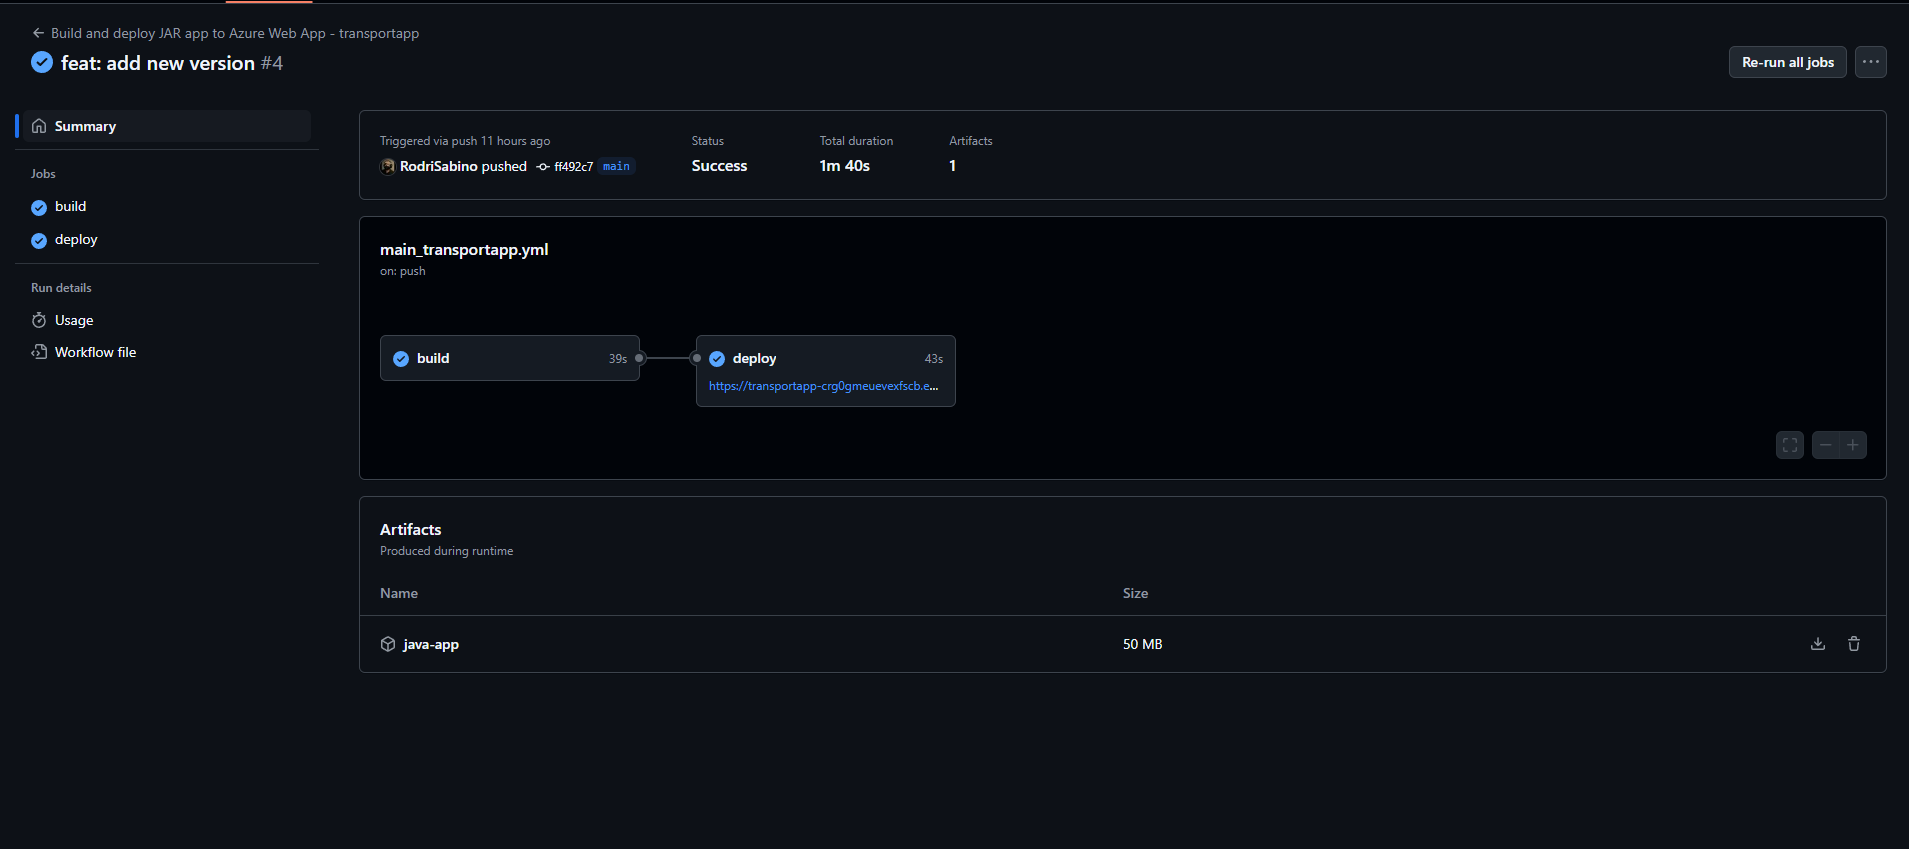 Build and deploy JAR app to Azure Web App - transportapp
feat: add new version #4
Re-run all jobs
Summary
Jobs
build
deploy
Run details
Usage
Workflow file
Triggered via push 11 hours ago
RodriSabino pushed ff492c7 main
Status
Success
Total duration
1m 40s
Artifacts
1
main_transportapp.yml
on: push
build 39s
deploy 43s
https://transportapp-crg0gmeuevexfscb.e...
Artifacts
Produced during runtime
Name Size
java-app 50 MB